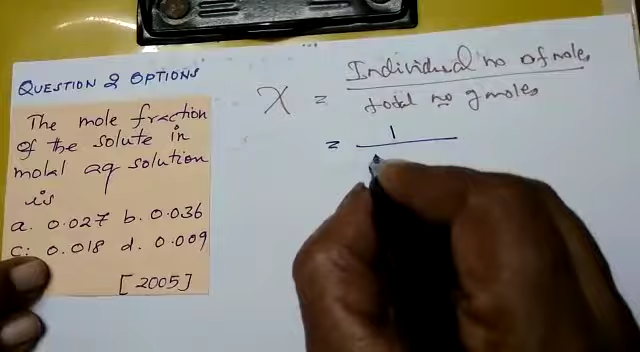 QUESTION 2 OPTIONS
The mole fraction
of the solute in
molal aq solution
is
a. 0.027 b. 0.036
c. 0.018 d. 0.009
[2005]
X = Individual no of moles
total no of moles
= 1